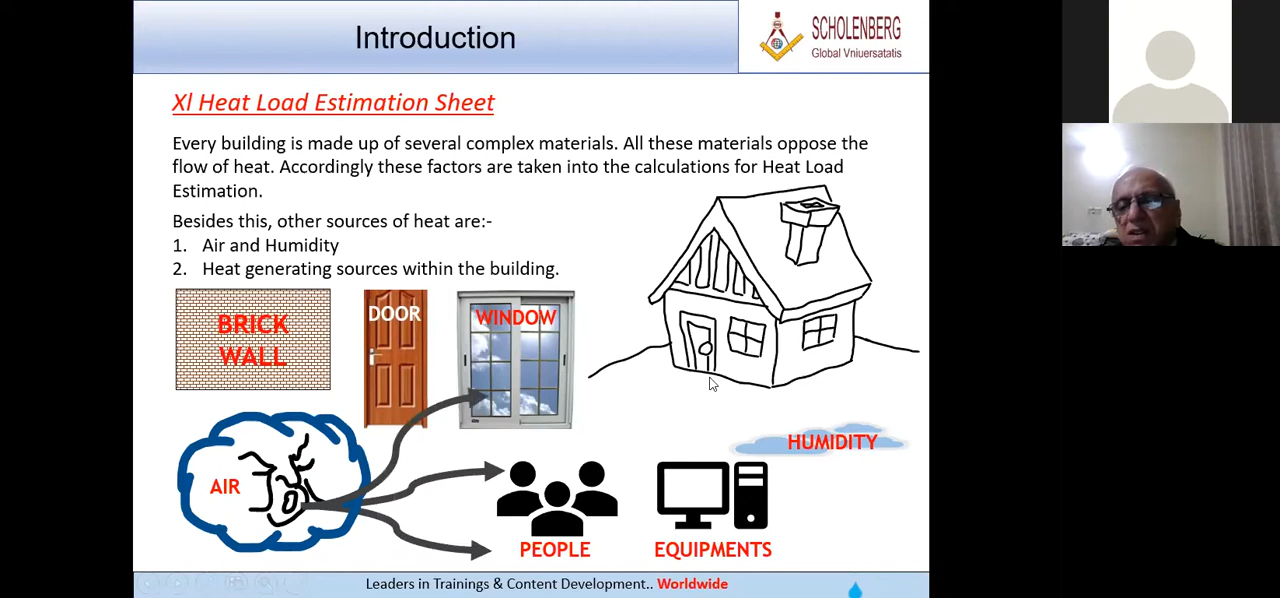 Introduction
SCHOLENBERG
Global Vniuersatatis
Xl Heat Load Estimation Sheet
Every building is made up of several complex materials. All these materials oppose the
flow of heat. Accordingly these factors are taken into the calculations for Heat Load
Estimation.
Besides this, other sources of heat are:-
1. Air and Humidity
2. Heat generating sources within the building.
BRICK
WALL
DOOR
WINDOW
HUMIDITY
AIR
PEOPLE
EQUIPMENTS
Leaders in Trainings & Content Development.. Worldwide